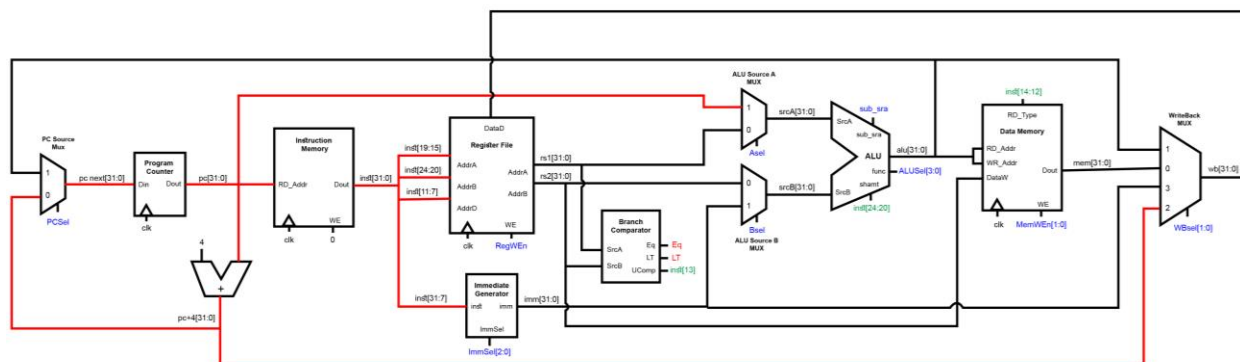 PC Source
Mux
1
0
PCSel
pc next[31:0]
Program
Counter
Din
Dout
clk
pc[31:0]
4
+
pc+4[31:0]
Instruction
Memory
RD_Addr
Dout
WE
clk
0
inst[31:0]
inst[19:15]
inst[24:20]
inst[11:7]
inst[31:7]
DataD
Register File
AddrA
AddrB
AddrD
AddrA
AddrB
WE
clk
RegWEn
rs1[31:0]
rs2[31:0]
Immediate
Generator
inst
imm
ImmSel
ImmSel[2:0]
imm[31:0]
Branch
Comparator
SrcA
SrcB
Eq
LT
UComp
Eq
LT
inst[13]
ALU Source A
MUX
1
0
Asel
srcA[31:0]
0
1
Bsel
ALU Source B
MUX
srcB[31:0]
sub_sra
SrcA
sub_sra
ALU
func
shamt
SrcB
inst[24:20]
alu[31:0]
ALUSel[3:0]
inst[14:12]
RD_Type
Data Memory
RD_Addr
WR_Addr
DataW
Dout
WE
clk
MemWEn[1:0]
mem[31:0]
WriteBack
MUX
1
0
3
2
WBsel[1:0]
wb[31:0]